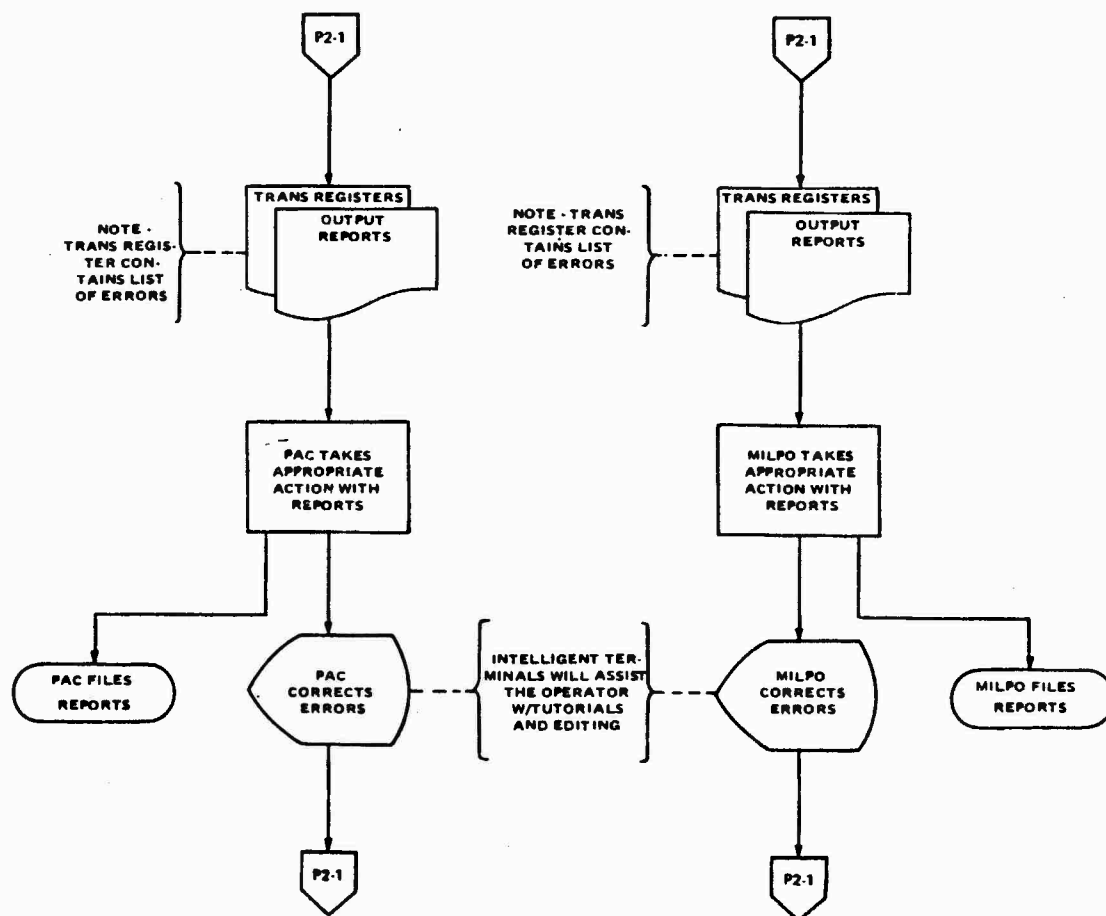 P2-1
P2-1
TRANS REGISTERS
OUTPUT
REPORTS
NOTE -
TRANS REGIS-
TER CON-
TAINS LIST
OF ERRORS
TRANS REGISTERS
OUTPUT
REPORTS
NOTE - TRANS
REGISTER CON-
TAINS LIST
OF ERRORS
PAC TAKES
APPROPRIATE
ACTION WITH
REPORTS
MILPO TAKES
APPROPRIATE
ACTION WITH
REPORTS
PAC FILES
REPORTS
PAC
CORRECTS
ERRORS
INTELLIGENT TER-
MINALS WILL ASSIST
THE OPERATOR
W/TUTORIALS
AND EDITING
MILPO
CORRECTS
ERRORS
MILPO FILES
REPORTS
P2-1
P2-1